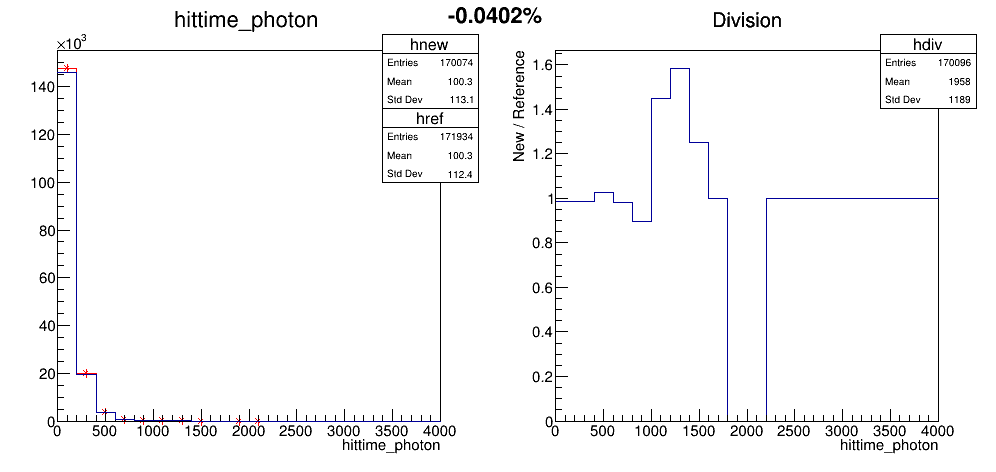 -0.0402%
hittime_photon
×10³
hnew
Entries 170074
Mean 100.3
Std Dev 113.1
href
Entries 171934
Mean 100.3
Std Dev 112.4
140
120
100
80
60
40
20
0
0 500 1000 1500 2000 2500 3000 3500 4000
hittime_photon
Division
hdiv
Entries 170096
Mean 1958
Std Dev 1189
New / Reference
1.6
1.4
1.2
1
0.8
0.6
0.4
0.2
0
0 500 1000 1500 2000 2500 3000 3500 4000
hittime_photon